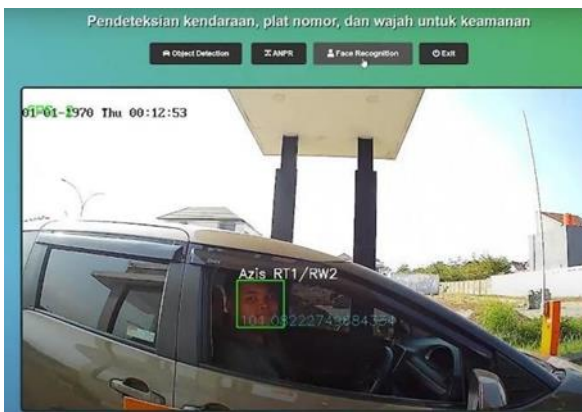 Pendeteksian kendaraan, plat nomor, dan wajah untuk keamanan
Object Detection
ANPR
Face Recognition
Exit
01-01-1970 Thu 00:12:53
Azis RT1/RW2